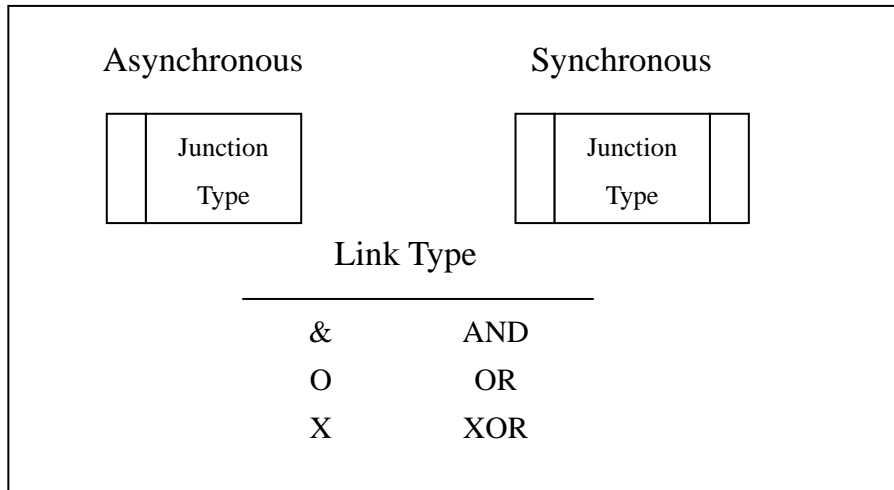 Asynchronous Synchronous
Junction Type
Junction Type
Link Type
& AND
O OR
X XOR